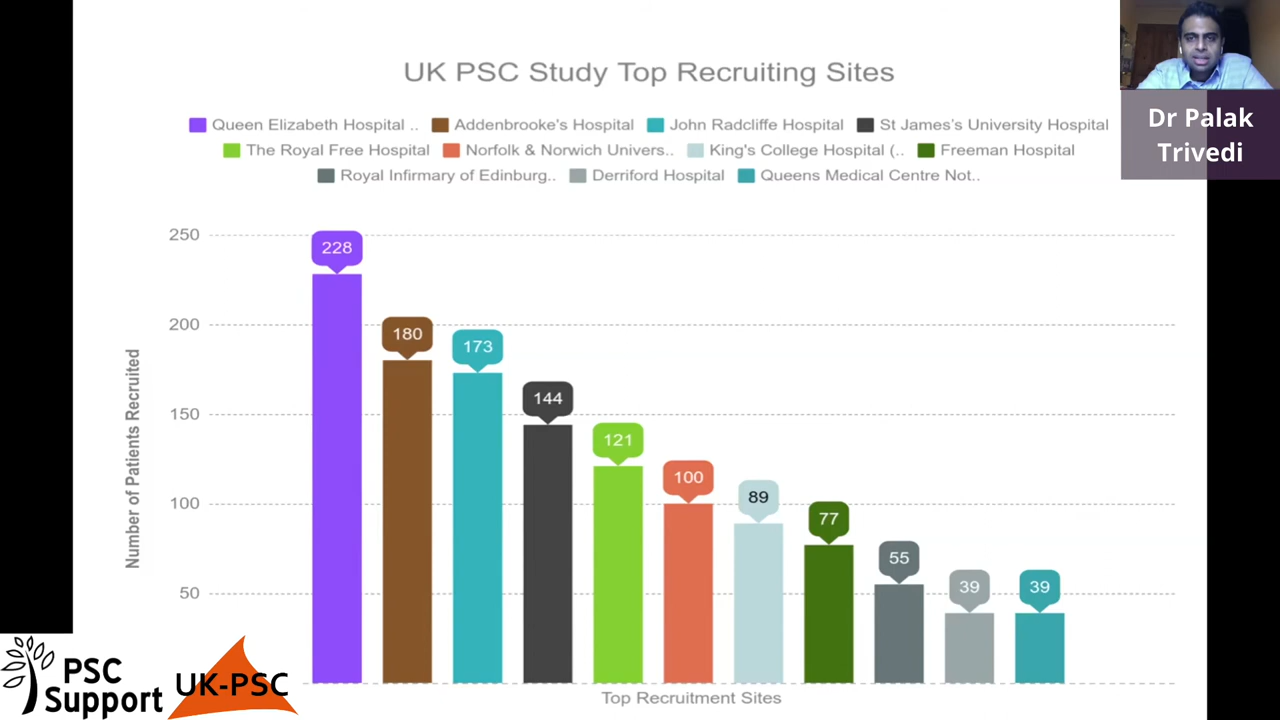 UK PSC Study Top Recruiting Sites
Queen Elizabeth Hospital .. Addenbrooke's Hospital John Radcliffe Hospital St James's University Hospital
The Royal Free Hospital Norfolk & Norwich Univers.. King's College Hospital (.. Freeman Hospital
Royal Infirmary of Edinburg.. Derriford Hospital Queens Medical Centre Not..
Dr Palak
Trivedi
Number of Patients Recruited
250
200
150
100
50
228
180
173
144
121
100
89
77
55
39
39
Top Recruitment Sites
PSC
Support
UK-PSC